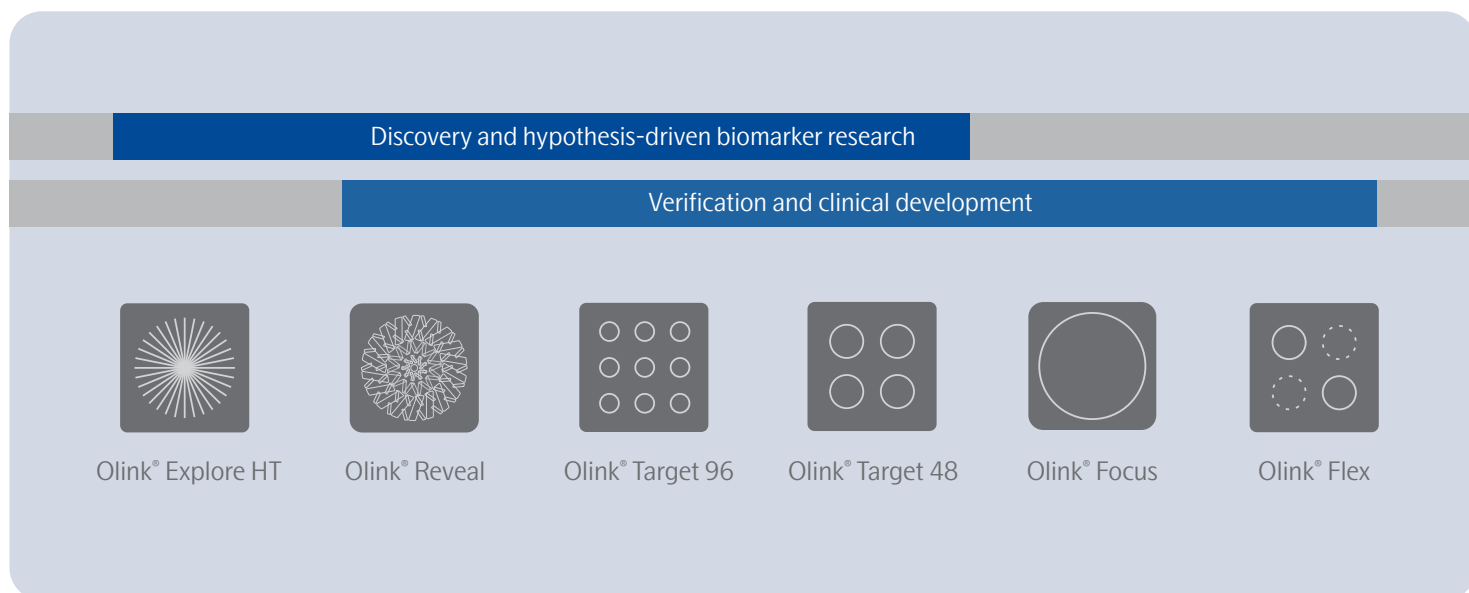 Discovery and hypothesis-driven biomarker research
Verification and clinical development
Olink® Explore HT
Olink® Reveal
Olink® Target 96
Olink® Target 48
Olink® Focus
Olink® Flex